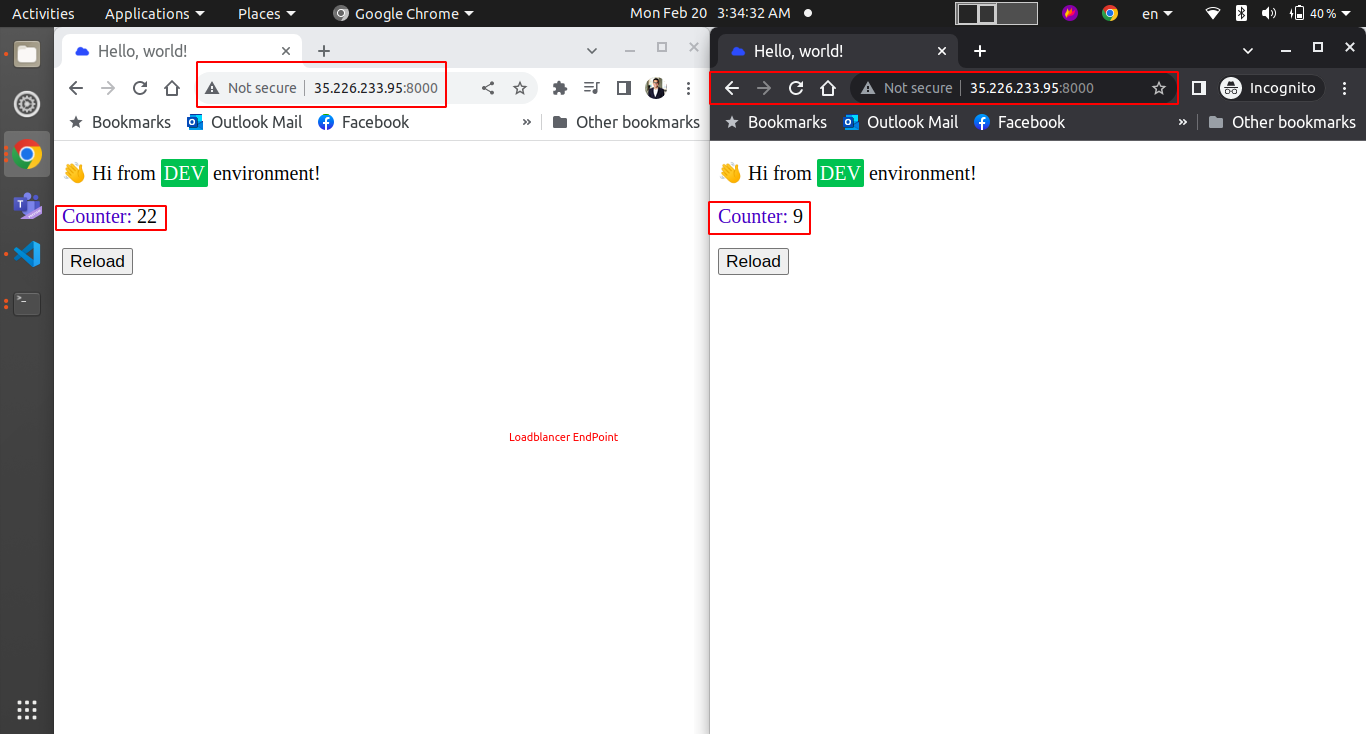 Activities Applications Places Google Chrome Mon Feb 20 3:34:32 AM en 40 %
Hello, world!
Not secure 35.226.233.95:8000
Bookmarks Outlook Mail Facebook » Other bookmarks
👋 Hi from DEV environment!
Counter: 22
Reload
Hello, world!
Not secure 35.226.233.95:8000 Incognito
Bookmarks Outlook Mail Facebook » Other bookmarks
👋 Hi from DEV environment!
Counter: 9
Reload
Loadblancer EndPoint